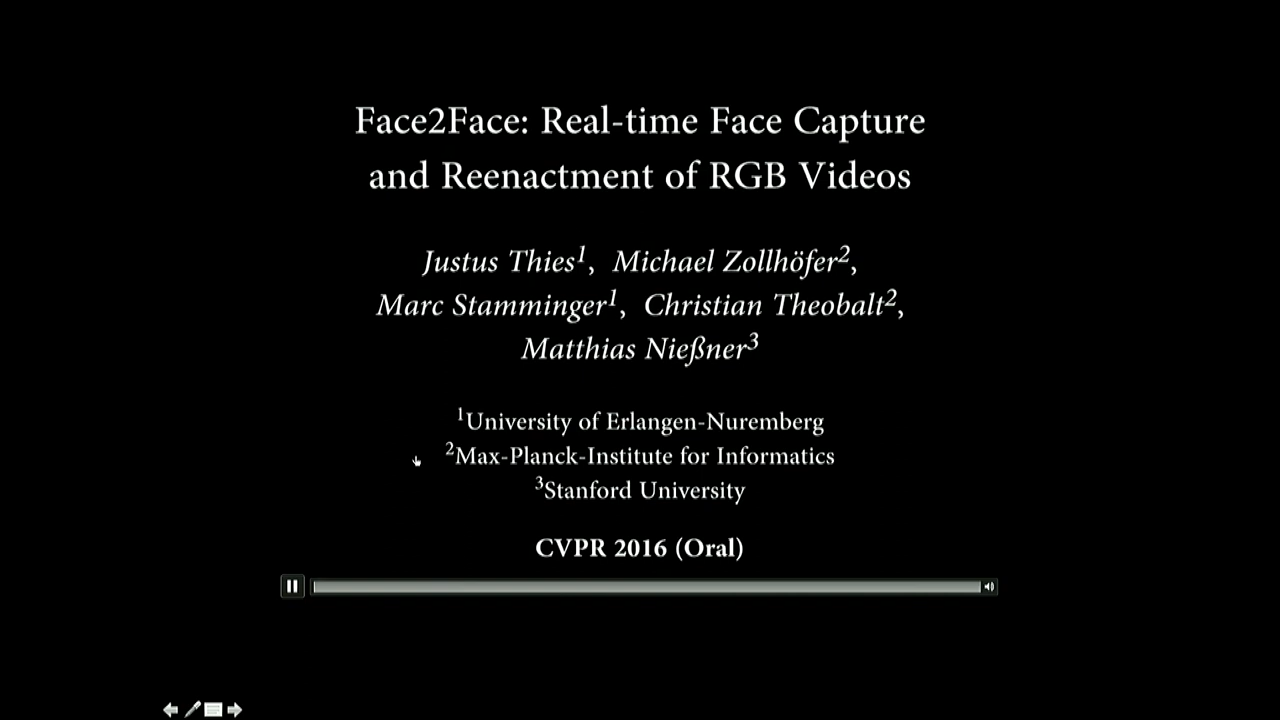 Face2Face: Real-time Face Capture
and Reenactment of RGB Videos
Justus Thies¹, Michael Zollhöfer²,
Marc Stamminger¹, Christian Theobalt²,
Matthias Nießner³
¹University of Erlangen-Nuremberg
²Max-Planck-Institute for Informatics
³Stanford University
CVPR 2016 (Oral)